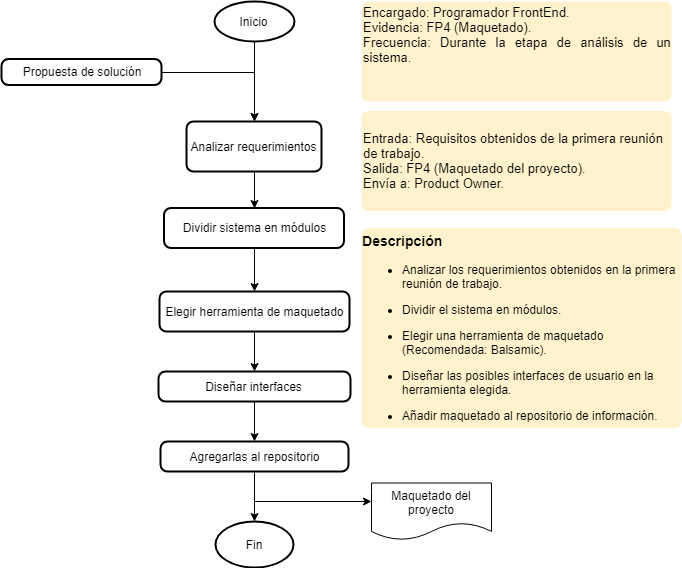 Inicio
Propuesta de solución
Analizar requerimientos
Dividir sistema en módulos
Elegir herramienta de maquetado
Diseñar interfaces
Agregarlas al repositorio
Maquetado del
proyecto
Fin
Encargado: Programador FrontEnd.
Evidencia: FP4 (Maquetado).
Frecuencia: Durante la etapa de análisis de un
sistema.
Entrada: Requisitos obtenidos de la primera reunión
de trabajo.
Salida: FP4 (Maquetado del proyecto).
Envía a: Product Owner.
Descripción
• Analizar los requerimientos obtenidos en la primera
reunión de trabajo.
• Dividir el sistema en módulos.
• Elegir una herramienta de maquetado
(Recomendada: Balsamic).
• Diseñar las posibles interfaces de usuario en la
herramienta elegida.
• Añadir maquetado al repositorio de información.